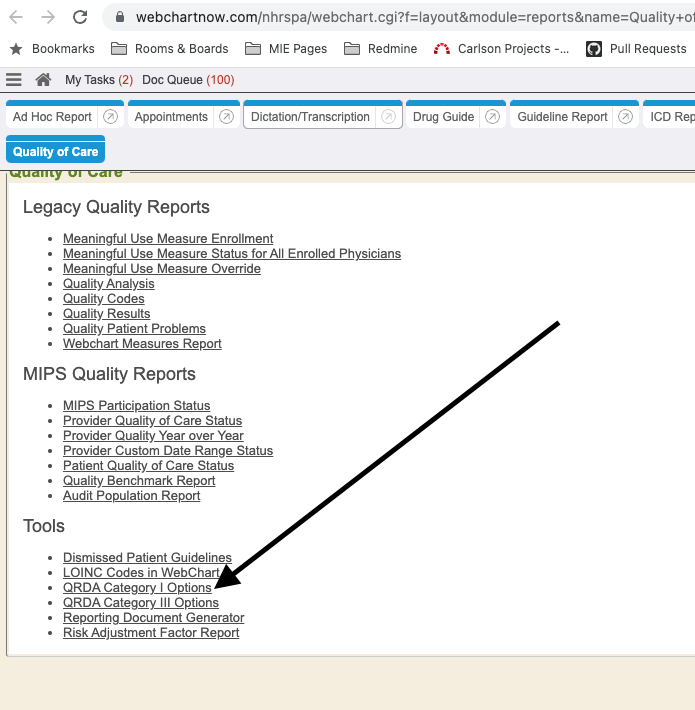 webchartnow.com/nhrspa/webchart.cgi?f=layout&module=reports&name=Quality+of
Bookmarks Rooms & Boards MIE Pages Redmine Carlson Projects -... Pull Requests
My Tasks (2) Doc Queue (100)
Ad Hoc Report Appointments Dictation/Transcription Drug Guide Guideline Report ICD Rep
Quality of Care
Quality of Care
Legacy Quality Reports
• Meaningful Use Measure Enrollment
• Meaningful Use Measure Status for All Enrolled Physicians
• Meaningful Use Measure Override
• Quality Analysis
• Quality Codes
• Quality Results
• Quality Patient Problems
• Webchart Measures Report
MIPS Quality Reports
• MIPS Participation Status
• Provider Quality of Care Status
• Provider Quality Year over Year
• Provider Custom Date Range Status
• Patient Quality of Care Status
• Quality Benchmark Report
• Audit Population Report
Tools
• Dismissed Patient Guidelines
• LOINC Codes in WebChart
• QRDA Category I Options
• QRDA Category III Options
• Reporting Document Generator
• Risk Adjustment Factor Report